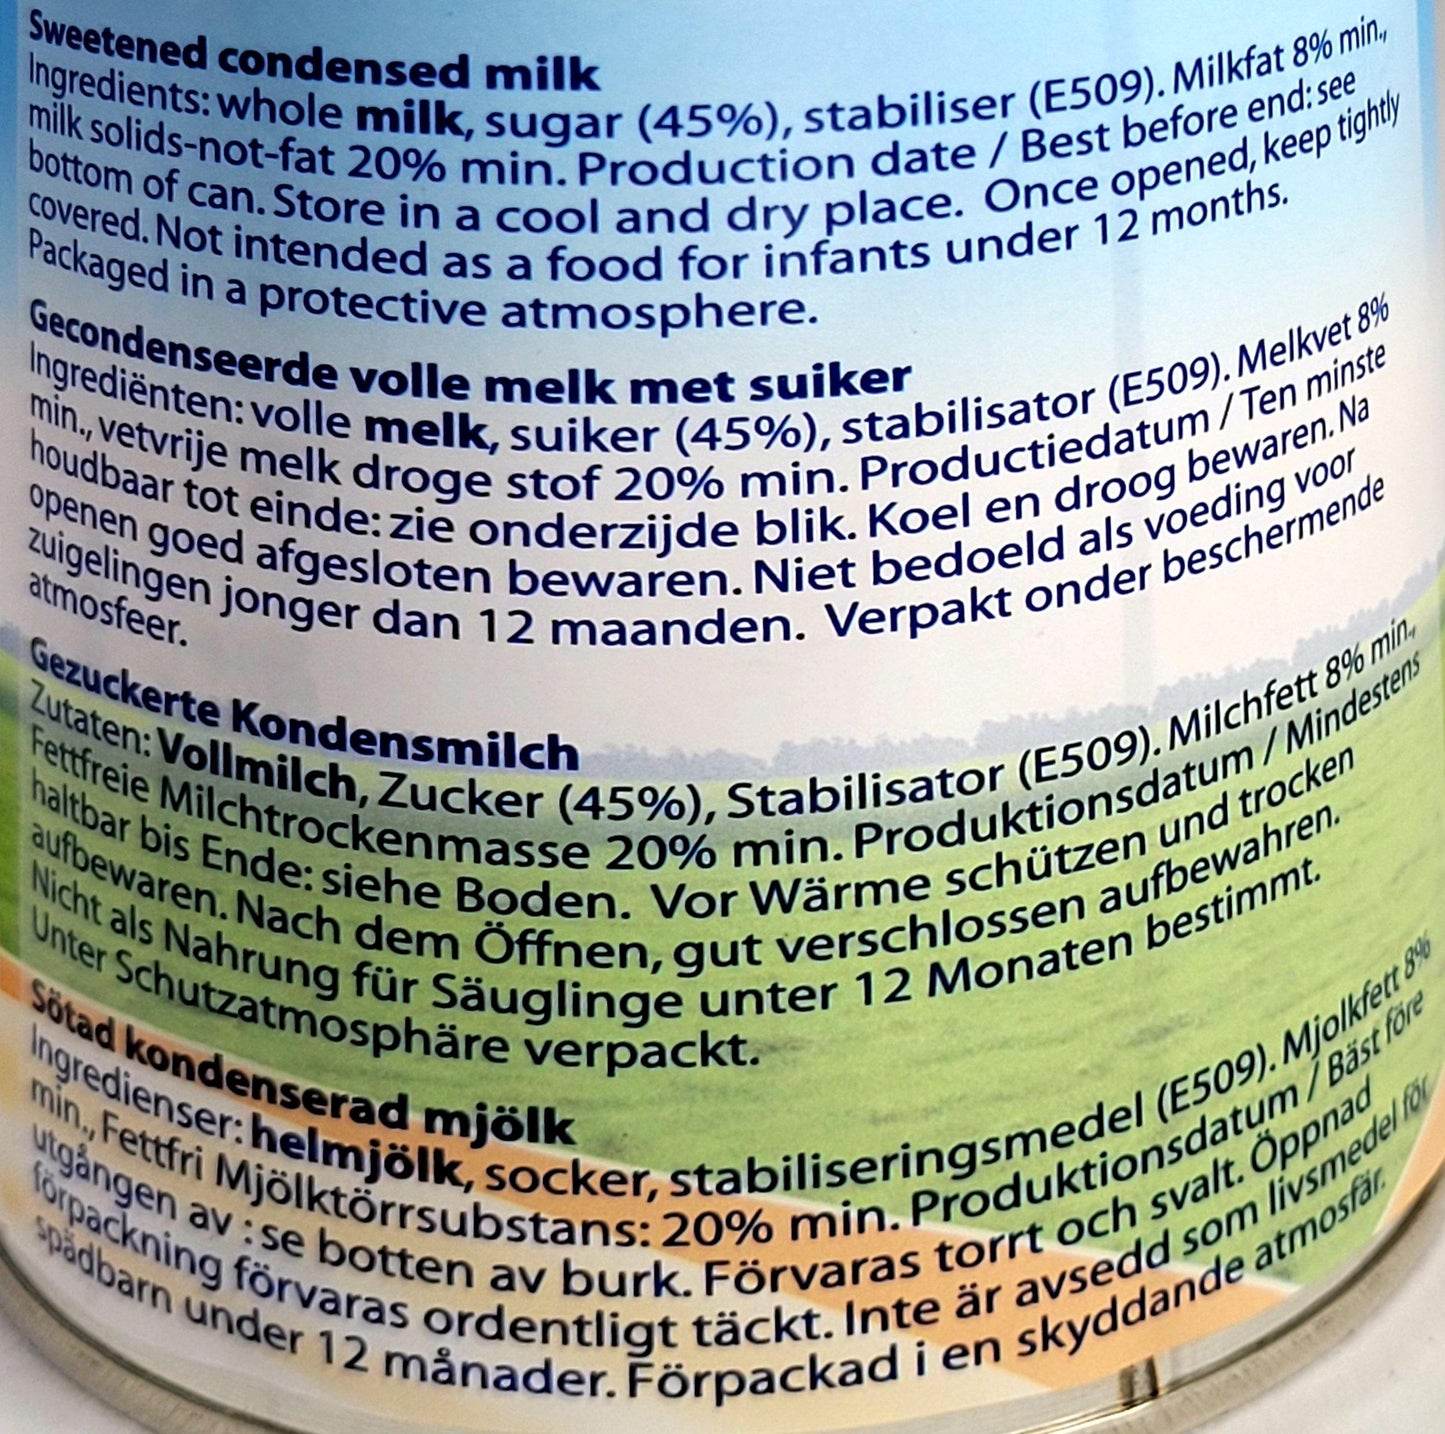 Sweetened condensed milk
Ingredients: whole milk, sugar (45%), stabiliser (E509). Milkfat 8% min.,
milk solids-not-fat 20% min. Production date / Best before end: see
bottom of can. Store in a cool and dry place. Once opened, keep tightly
covered. Not intended as a food for infants under 12 months.
Packaged in a protective atmosphere.
Gecondenseerde volle melk met suiker
Ingrediënten: volle melk, suiker (45%), stabilisator (E509). Melkvet 8%
min., vetvrije melk droge stof 20% min. Productiedatum / Ten minste
houdbaar tot einde: zie onderzijde blik. Koel en droog bewaren. Na
openen goed afgesloten bewaren. Niet bedoeld als voeding voor
zuigelingen jonger dan 12 maanden. Verpakt onder beschermende
atmosfeer.
Gezuckerte Kondensmilch
Zutaten: Vollmilch, Zucker (45%), Stabilisator (E509). Milchfett 8% min.,
Fettfreie Milchtrockenmasse 20% min. Produktionsdatum / Mindestens
haltbar bis Ende: siehe Boden. Vor Wärme schützen und trocken
aufbewaren. Nach dem Öffnen, gut verschlossen aufbewahren.
Nicht als Nahrung für Säuglinge unter 12 Monaten bestimmt.
Unter Schutzatmosphäre verpackt.
Sötad kondenserad mjölk
Ingredienser: helmjölk, socker, stabiliseringsmedel (E509). Mjolkfett 8%
min., Fettfri Mjölktörrsubstans: 20% min. Produktionsdatum / Bäst före
utgången av : se botten av burk. Förvaras torrt och svalt. Öppnad
förpackning förvaras ordentligt täckt. Inte är avsedd som livsmedel för
spädbarn under 12 månader. Förpackad i en skyddande atmosfär.